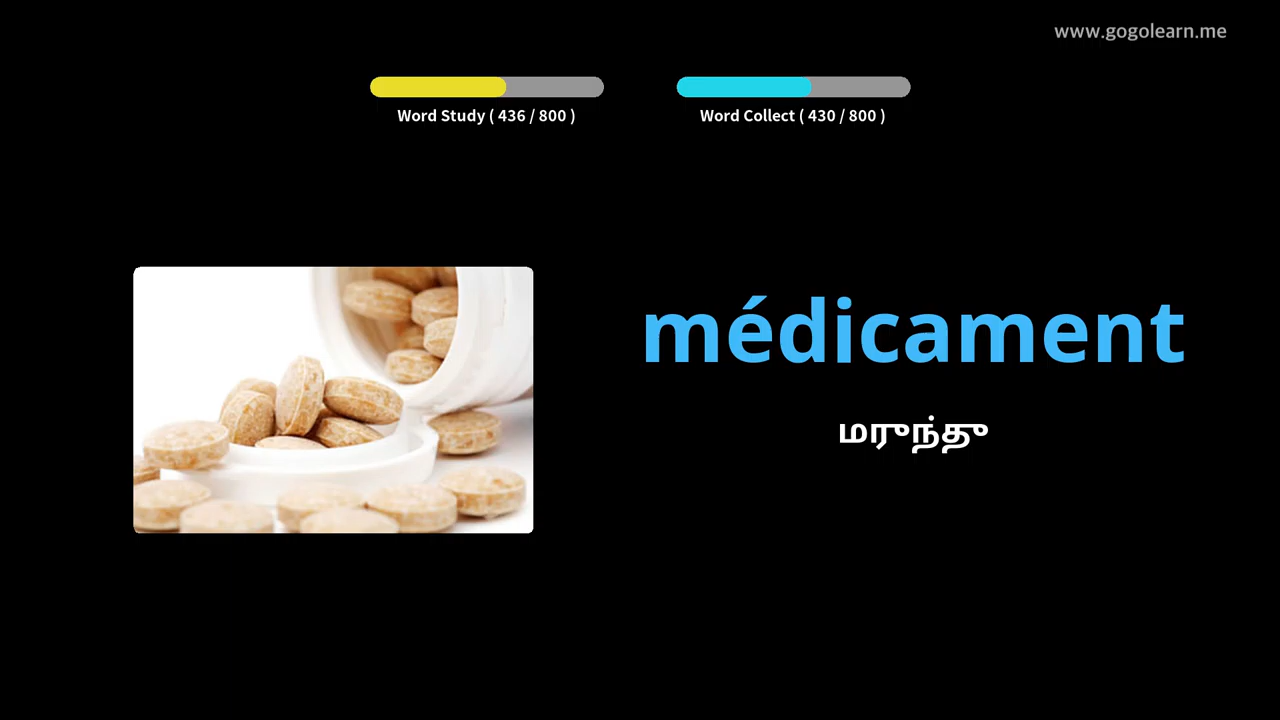 www.gogolearn.me
Word Study ( 436 / 800 )
Word Collect ( 430 / 800 )
médicament
மருந்து